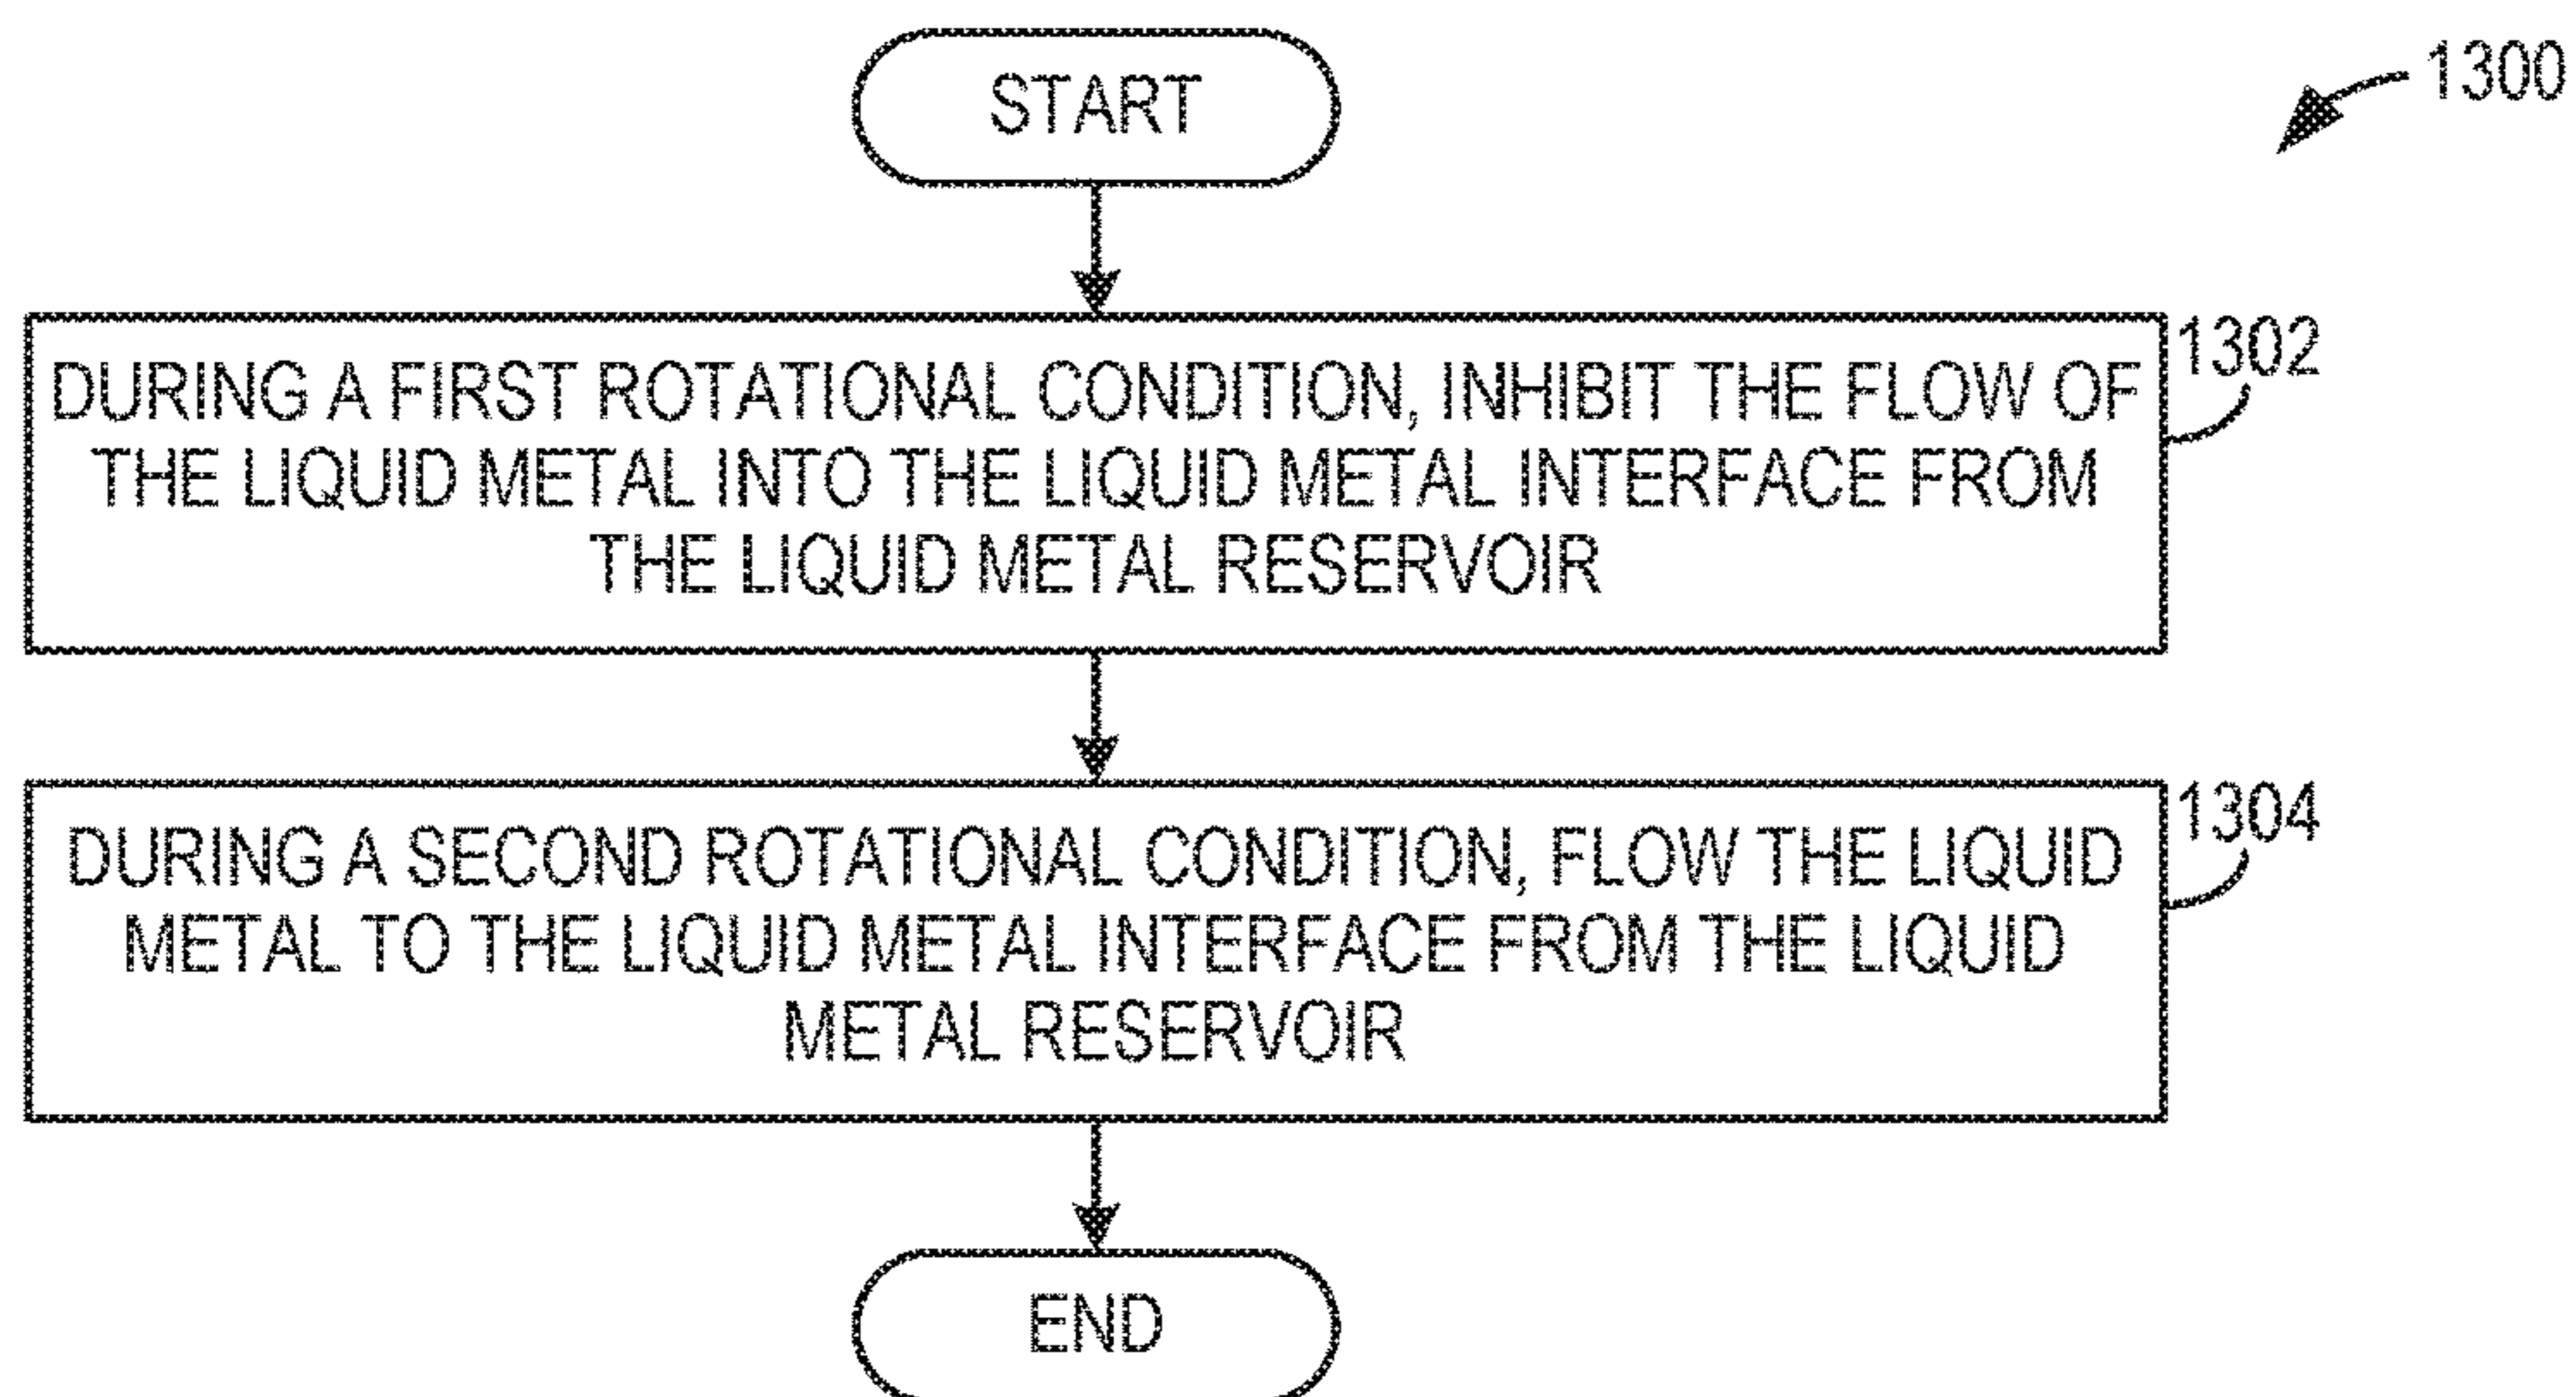 START
1300
DURING A FIRST ROTATIONAL CONDITION, INHIBIT THE FLOW OF
THE LIQUID METAL INTO THE LIQUID METAL INTERFACE FROM
THE LIQUID METAL RESERVOIR
1302
DURING A SECOND ROTATIONAL CONDITION, FLOW THE LIQUID
METAL TO THE LIQUID METAL INTERFACE FROM THE LIQUID
METAL RESERVOIR
1304
END